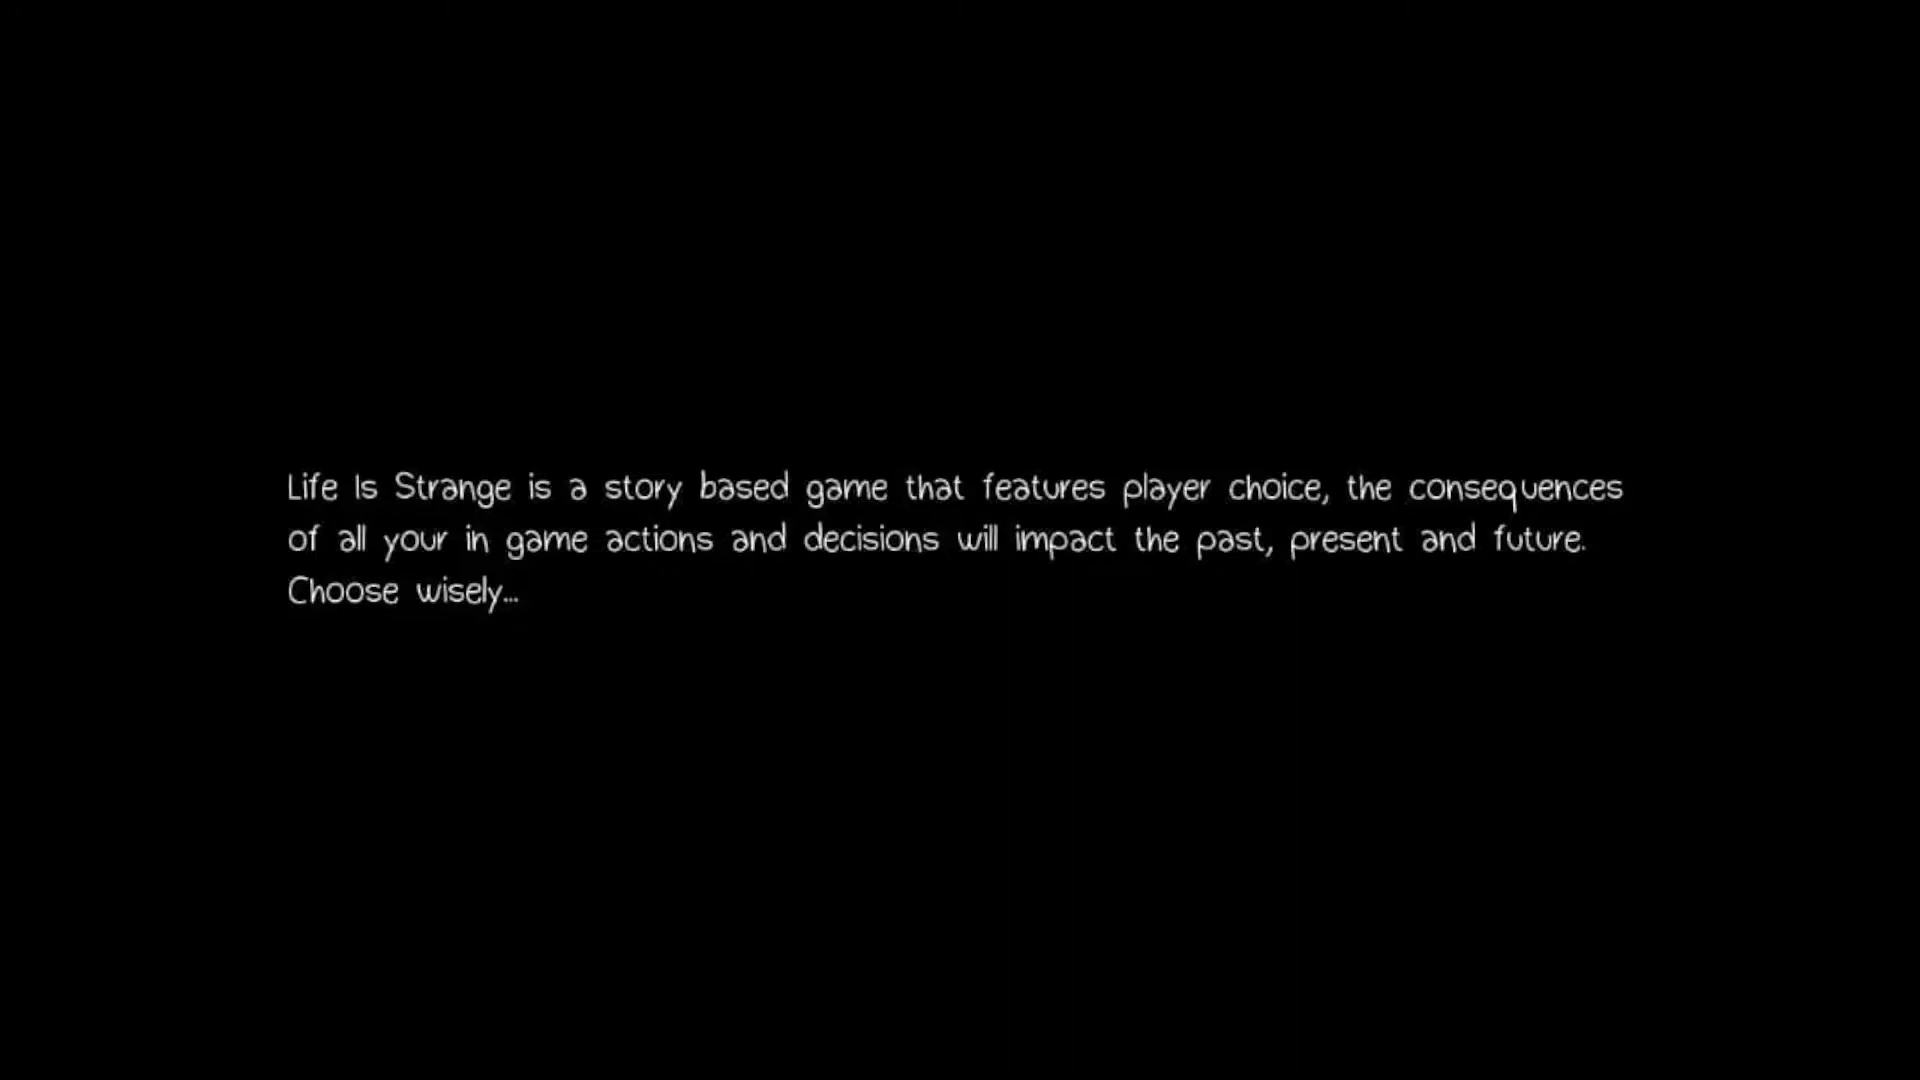 Life Is Strange is a story based game that features player choice, the consequences
of all your in game actions and decisions will impact the past, present and future.
Choose wisely...